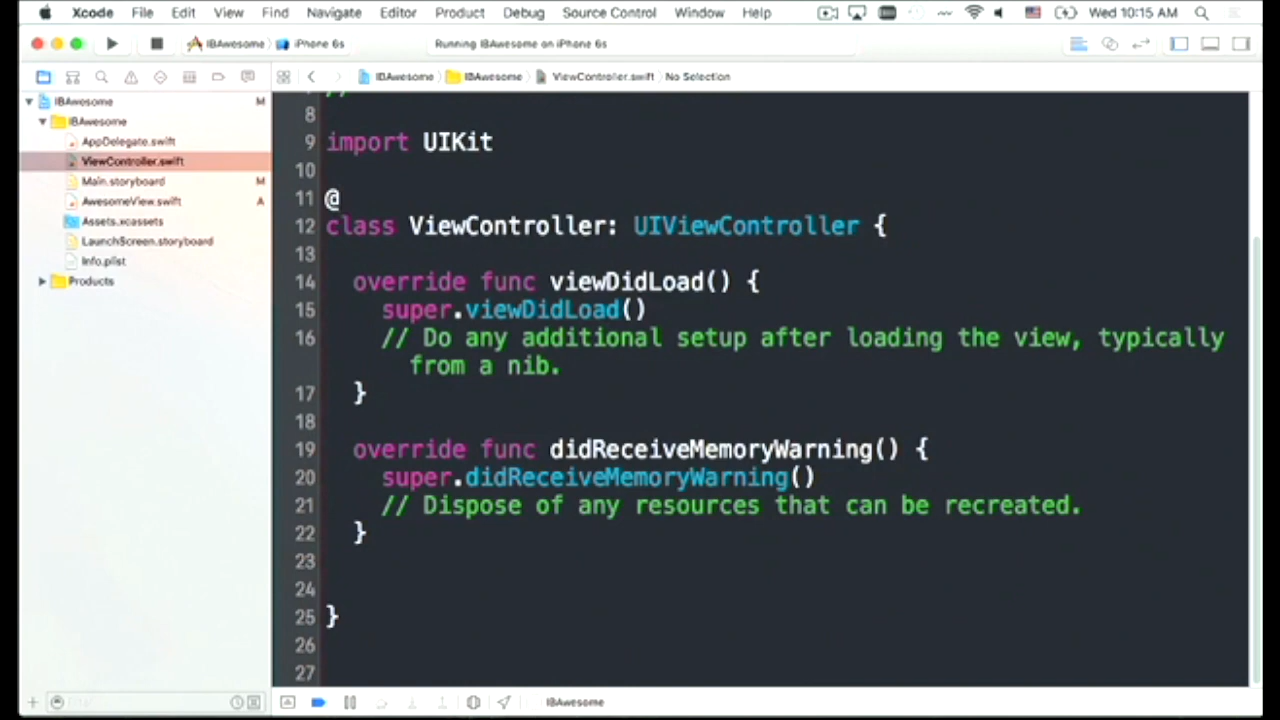 Xcode File Edit View Find Navigate Editor Product Debug Source Control Window Help Wed 10:15 AM
IBAwesome iPhone 6s Running IBAwesome on iPhone 6s
IBAwesome IBAwesome ViewController.swift No Selection
IBAwesome M
IBAwesome
AppDelegate.swift
ViewController.swift
Main.storyboard M
AwesomeView.swift A
Assets.xcassets
LaunchScreen.storyboard
Info.plist
Products
8
9 import UIKit
10
11 @
12 class ViewController: UIViewController {
13
14 override func viewDidLoad() {
15 super.viewDidLoad()
16 // Do any additional setup after loading the view, typically
from a nib.
17 }
18
19 override func didReceiveMemoryWarning() {
20 super.didReceiveMemoryWarning()
21 // Dispose of any resources that can be recreated.
22 }
23
24
25 }
26
27
IBAwesome